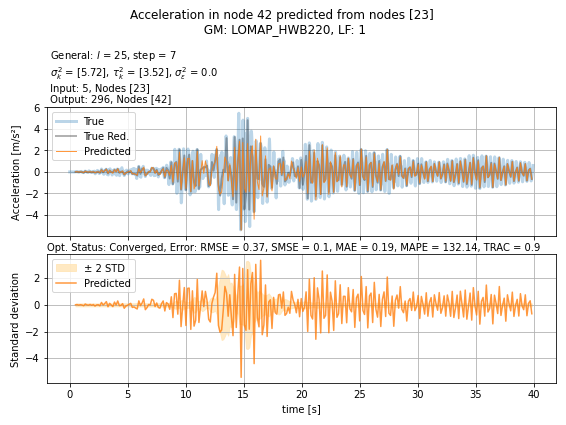 Acceleration in node 42 predicted from nodes [23]
GM: LOMAP_HWB220, LF: 1
General: l = 25, step = 7
σ²ₖ = [5.72], τ²ₖ = [3.52], σ²ε = 0.0
Input: 5, Nodes [23]
Output: 296, Nodes [42]
Acceleration [m/s²]
6
4
2
0
−2
−4
True
True Red.
Predicted
Opt. Status: Converged, Error: RMSE = 0.37, SMSE = 0.1, MAE = 0.19, MAPE = 132.14, TRAC = 0.9
Standard deviation
2
0
−2
−4
± 2 STD
Predicted
0 5 10 15 20 25 30 35 40
time [s]